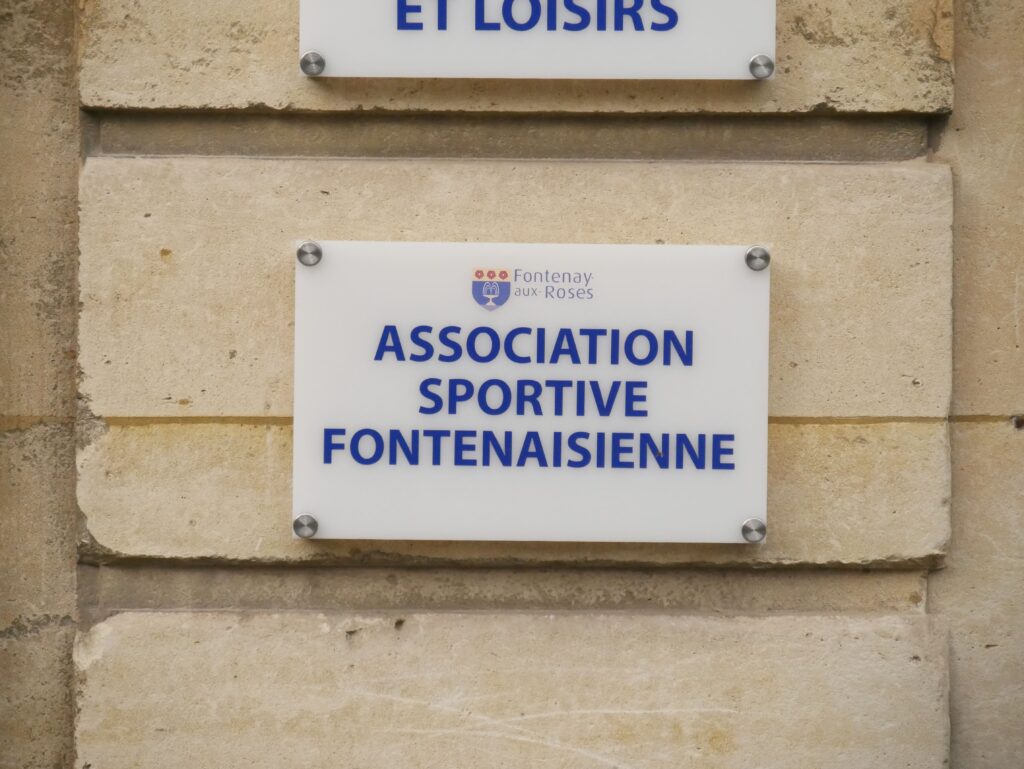 ET LOISIRS
Fontenay
aux-Roses
ASSOCIATION
SPORTIVE
FONTENAISIENNE